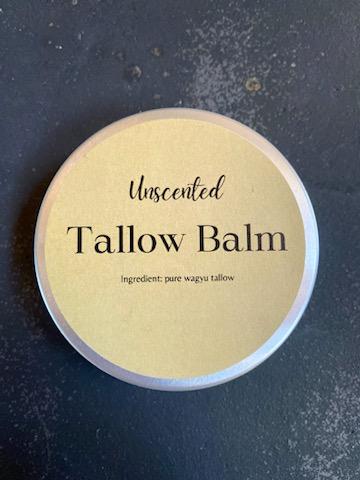 Unscented
Tallow Balm
Ingredient: pure wagyu tallow